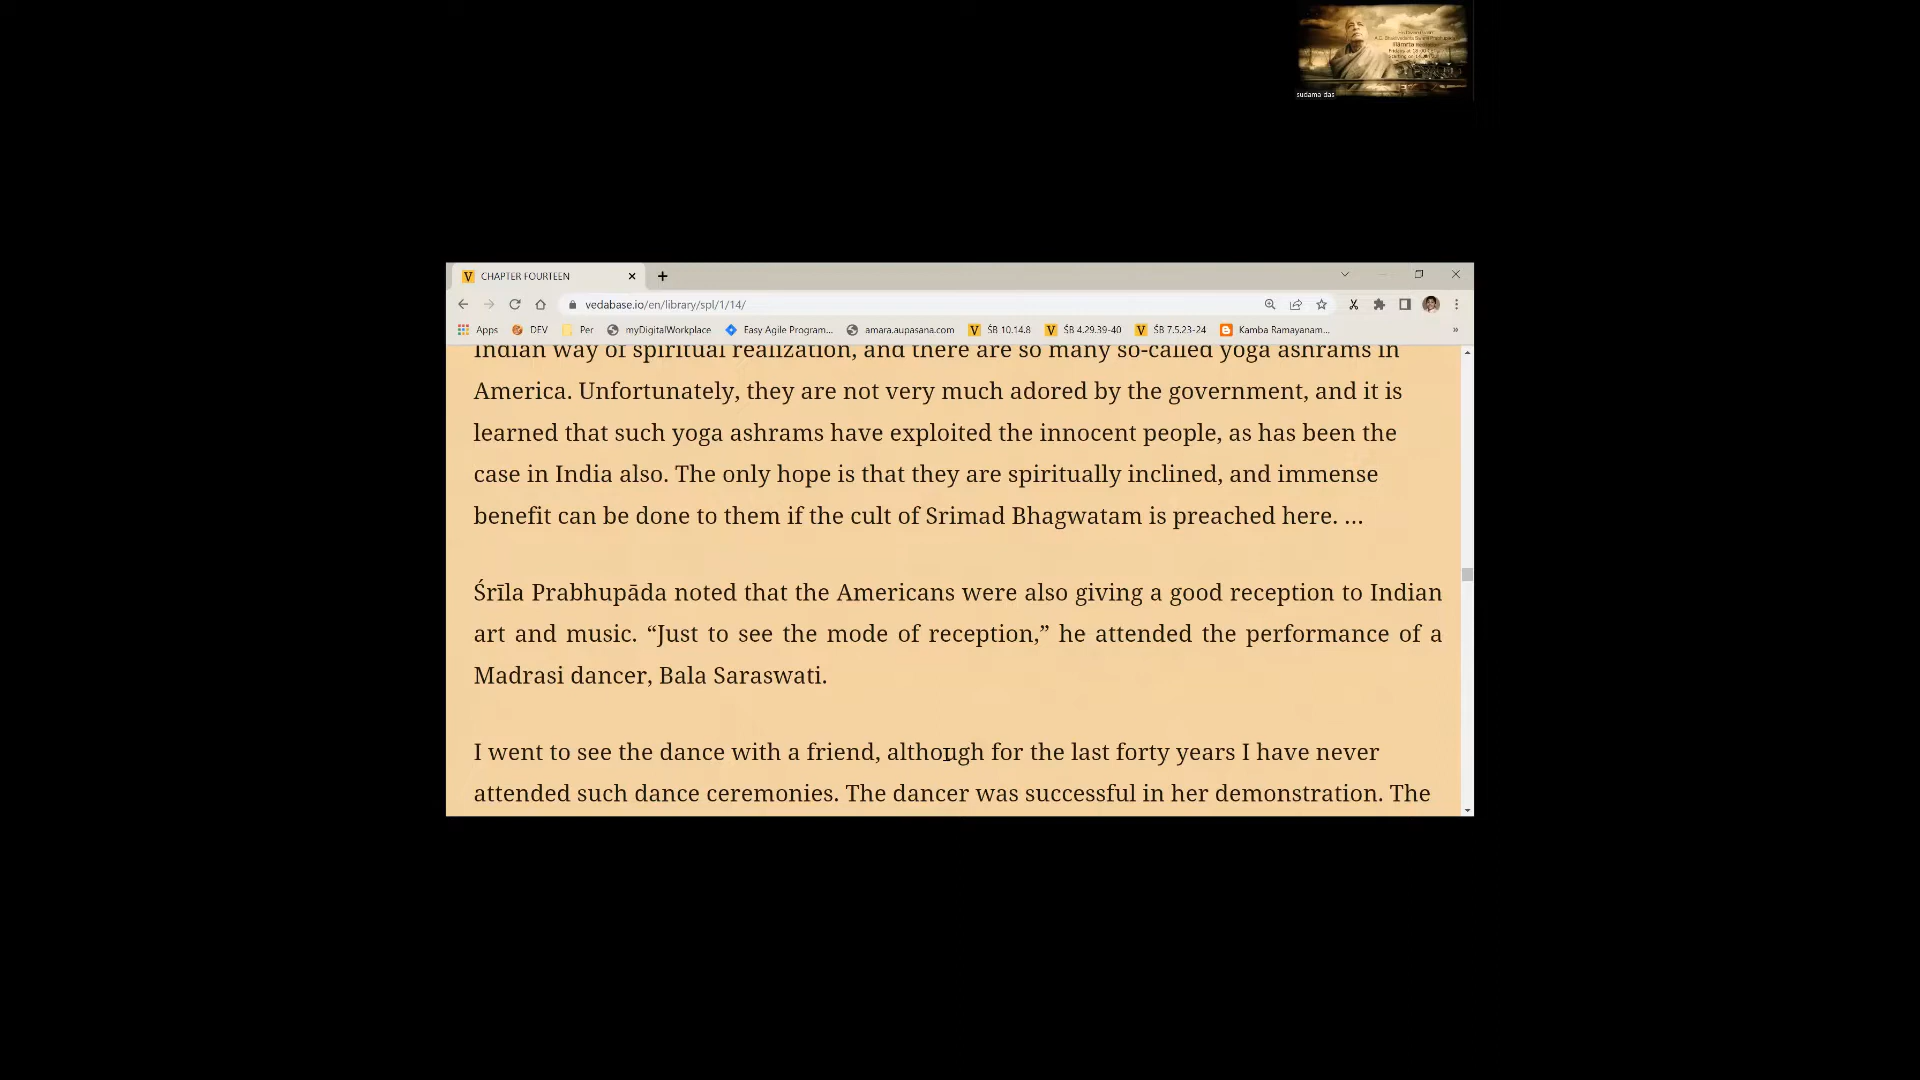 sudama das
CHAPTER FOURTEEN
vedabase.io/en/library/spl/1/14/
Apps DEV Per myDigitalWorkplace Easy Agile Program... amara.aupasana.com ŚB 10.14.8 ŚB 4.29.39-40 ŚB 7.5.23-24 Kamba Ramayanam... »
Indian way of spiritual realization, and there are so many so-called yoga ashrams in
America. Unfortunately, they are not very much adored by the government, and it is
learned that such yoga ashrams have exploited the innocent people, as has been the
case in India also. The only hope is that they are spiritually inclined, and immense
benefit can be done to them if the cult of Srimad Bhagwatam is preached here. …
Śrīla Prabhupāda noted that the Americans were also giving a good reception to Indian
art and music. “Just to see the mode of reception,” he attended the performance of a
Madrasi dancer, Bala Saraswati.
I went to see the dance with a friend, although for the last forty years I have never
attended such dance ceremonies. The dancer was successful in her demonstration. The